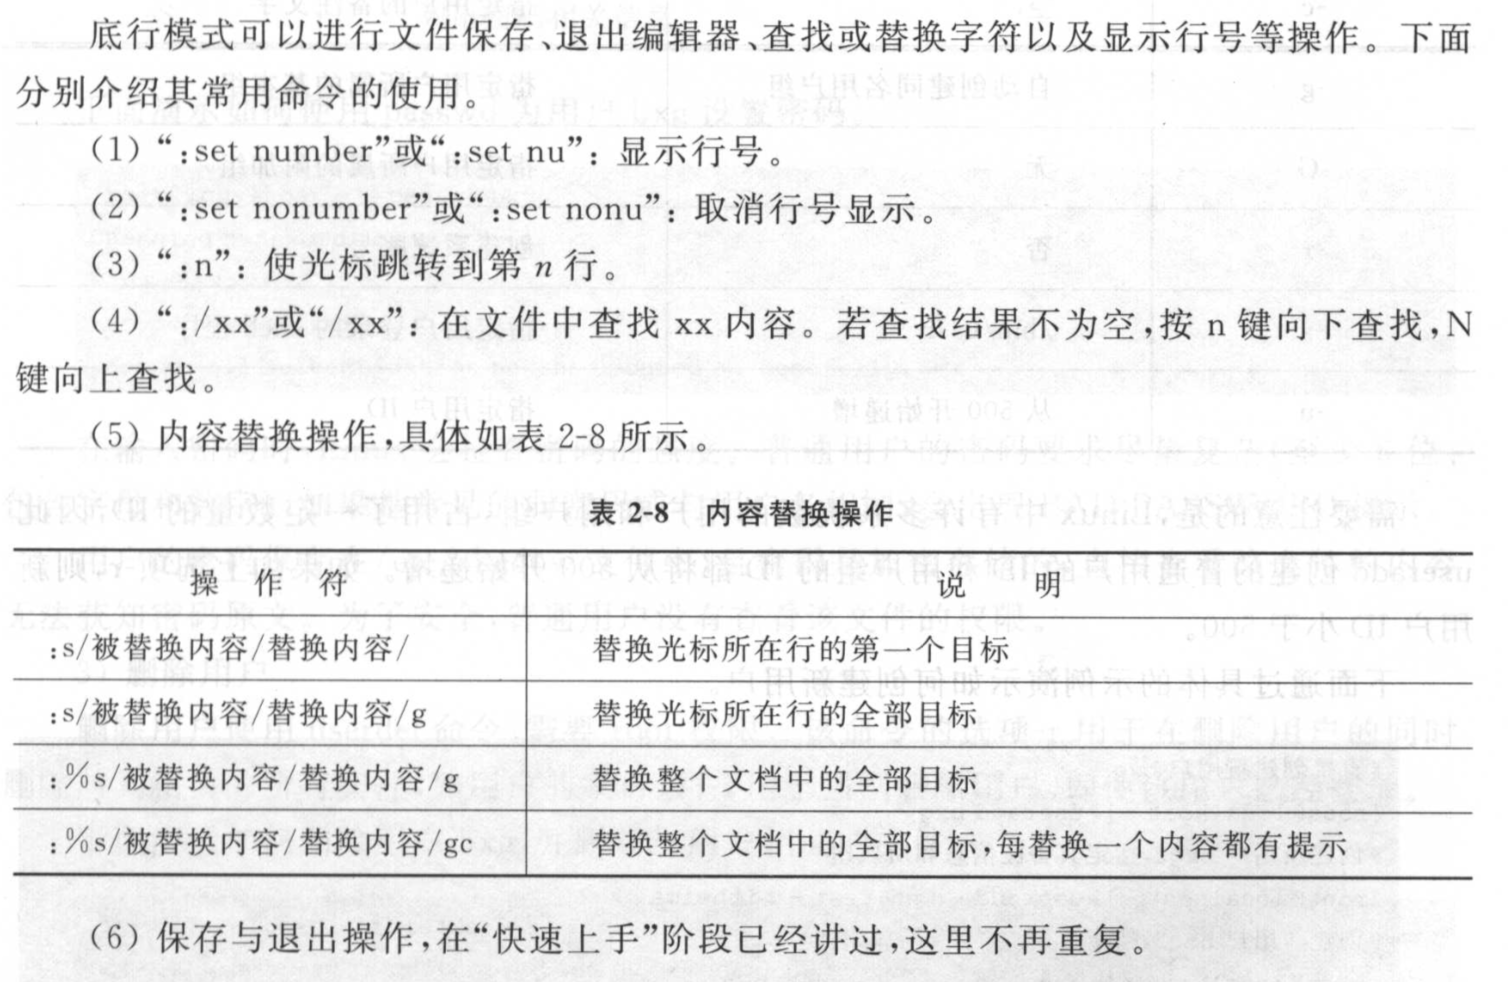 底行模式可以进行文件保存、退出编辑器、查找或替换字符以及显示行号等操作。下面
分别介绍其常用命令的使用。
(1)“:set number”或“:set nu”: 显示行号。
(2)“:set nonumber”或“:set nonu”: 取消行号显示。
(3)“:n”: 使光标跳转到第 n 行。
(4)“:/xx”或“/xx”: 在文件中查找 xx 内容。若查找结果不为空,按 n 键向下查找,N
键向上查找。
(5) 内容替换操作,具体如表 2-8 所示。
表 2-8 内容替换操作
操 作 符 说 明
:s/被替换内容/替换内容/ 替换光标所在行的第一个目标
:s/被替换内容/替换内容/g 替换光标所在行的全部目标
:%s/被替换内容/替换内容/g 替换整个文档中的全部目标
:%s/被替换内容/替换内容/gc 替换整个文档中的全部目标,每替换一个内容都有提示
(6) 保存与退出操作,在“快速上手”阶段已经讲过,这里不再重复。